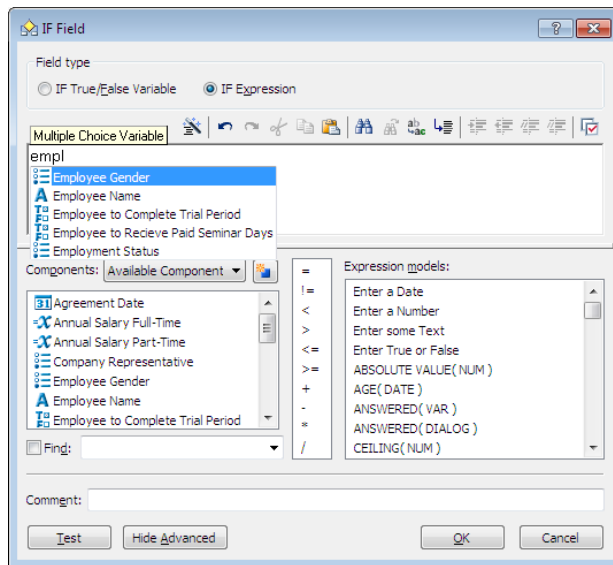 IF Field
Field type
IF True/False Variable
IF Expression
Multiple Choice Variable
empl
Employee Gender
Employee Name
Employee to Complete Trial Period
Employee to Recieve Paid Seminar Days
Employment Status
Components: Available Component
31 Agreement Date
=X Annual Salary Full-Time
=X Annual Salary Part-Time
Company Representative
Employee Gender
A Employee Name
Employee to Complete Trial Period
Find:
=
!=
<
>
<=
>=
+
-
*
/
Expression models:
Enter a Date
Enter a Number
Enter some Text
Enter True or False
ABSOLUTE VALUE( NUM )
AGE( DATE )
ANSWERED( VAR )
ANSWERED( DIALOG )
CEILING( NUM )
Comment:
Test
Hide Advanced
OK
Cancel